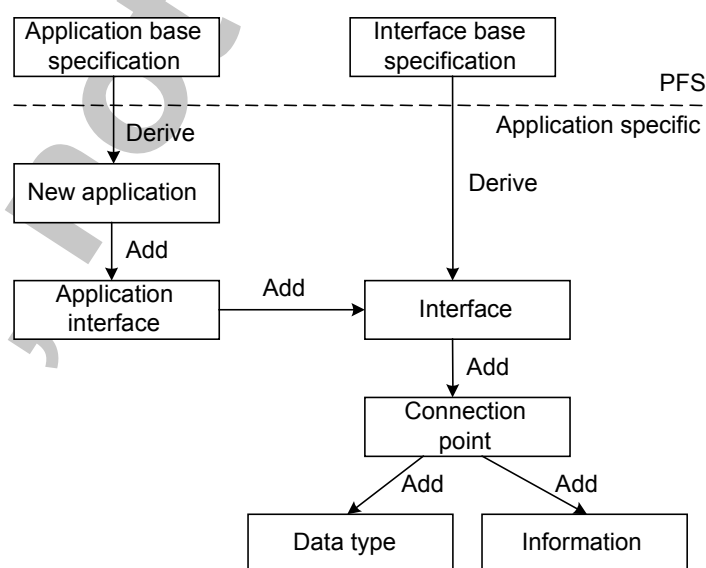 Application base
specification
Interface base
specification
PFS
Application specific
Derive
Derive
New application
Add
Application
interface
Add
Interface
Add
Connection
point
Add
Add
Data type
Information